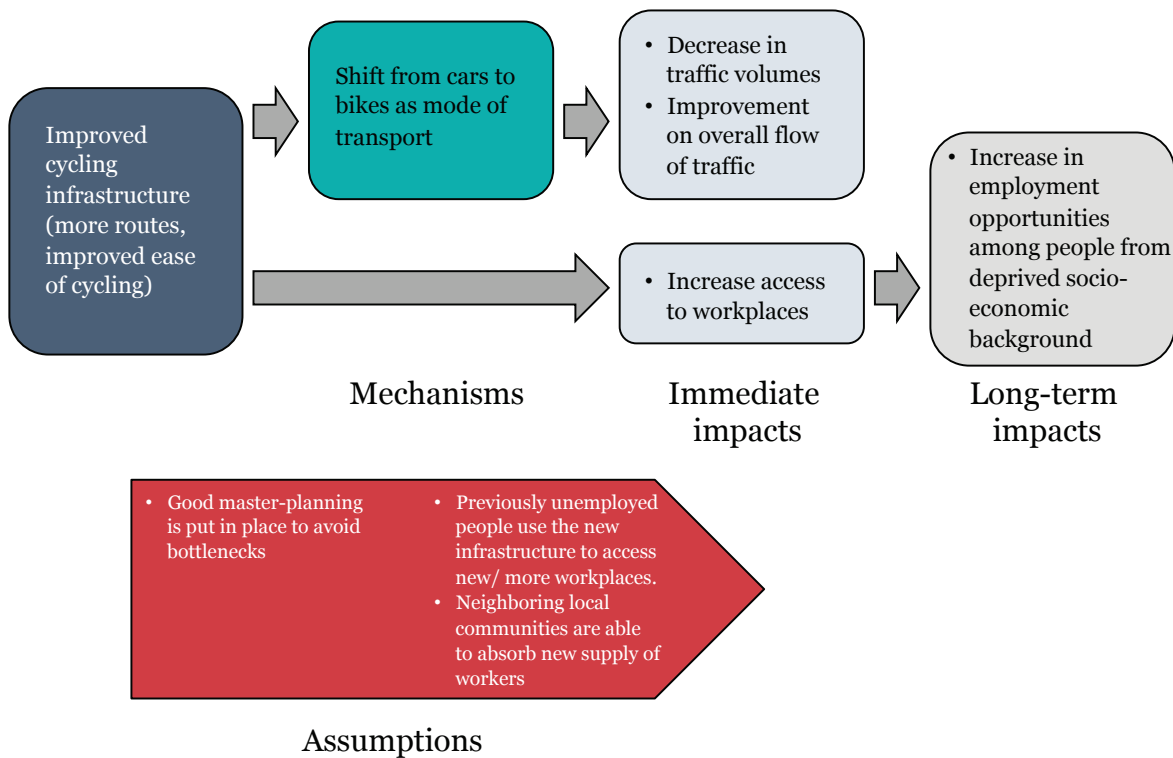 Improved
cycling
infrastructure
(more routes,
improved ease
of cycling)
Shift from cars to
bikes as mode of
transport
• Decrease in
traffic volumes
• Improvement
on overall flow
of traffic
• Increase access
to workplaces
• Increase in
employment
opportunities
among people from
deprived socio-
economic
background
Mechanisms
Immediate
impacts
Long-term
impacts
• Good master-planning
is put in place to avoid
bottlenecks
• Previously unemployed
people use the new
infrastructure to access
new/ more workplaces.
• Neighboring local
communities are able
to absorb new supply of
workers
Assumptions